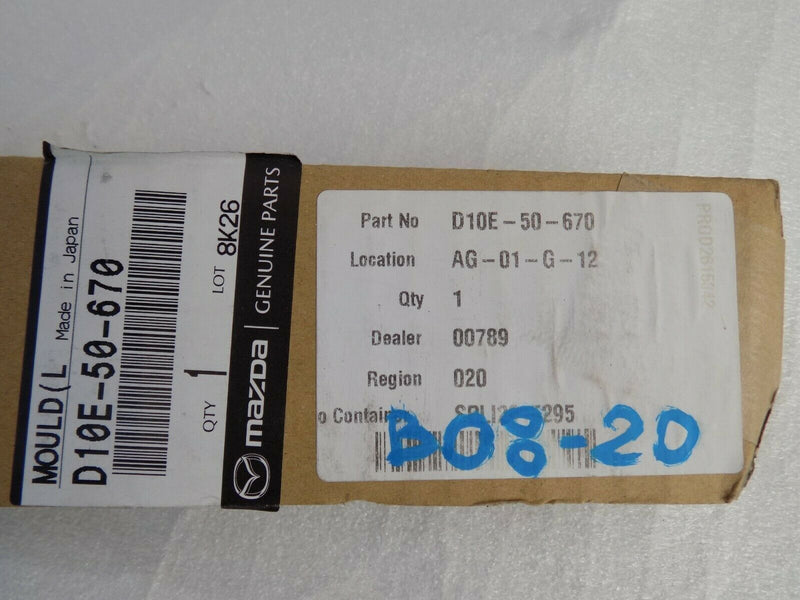 MOULD(L Made in Japan
D10E-50-670
QTY 1 LOT 8K26
mazda GENUINE PARTS
Part No D10E-50-670
Location AG-01-G-12
Qty 1
Dealer 00789
Region 020
o Contain
B08-20